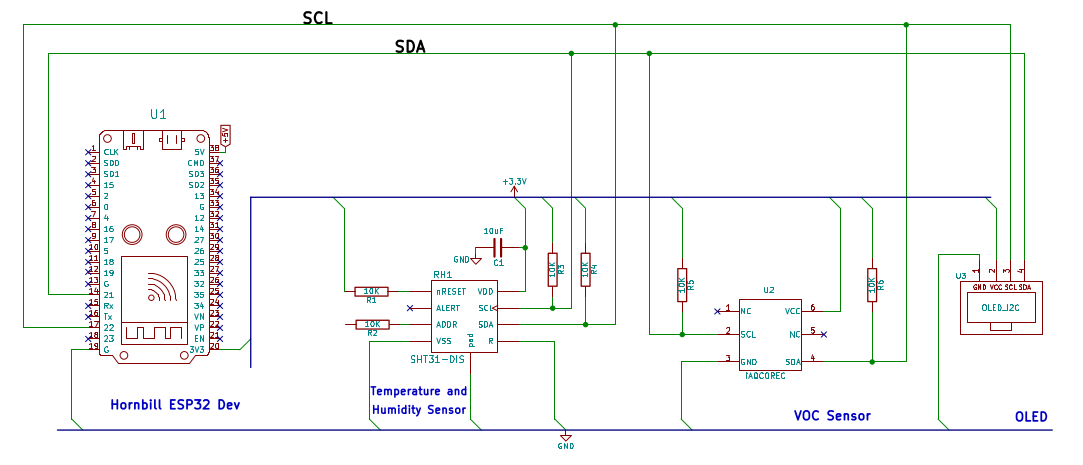 SCL
SDA
U1
+5V
1 CLK
2 SD0
3 SD1
4 15
5 2
6 0
7 4
8 16
9 17
10 5
11 18
12 19
13 G
14 21
15 Rx
16 Tx
17 22
18 23
19 G
5V 38
CMD 37
SD3 36
SD2 35
13 34
G 33
12 32
14 31
27 30
26 29
25 28
33 27
32 26
35 25
34 24
VN 23
VP 22
EN 21
3V3 20
Hornbill ESP32 Dev
+3.3V
10uF
C1
GND
RH1
10K
R1
10K
R2
nRESET
ALERT
ADDR
VSS
VDD
SCL
SDA
R
pad
SHT31-DIS
10K
R3
10K
R4
Temperature and
Humidity Sensor
GND
10K
R5
U2
1 NC
2 SCL
3 GND
VCC 6
NC 5
SDA 4
IAQCOREC
10K
R6
VOC Sensor
U3
1 2 3 4
GND VCC SCL SDA
OLED_I2C
OLED